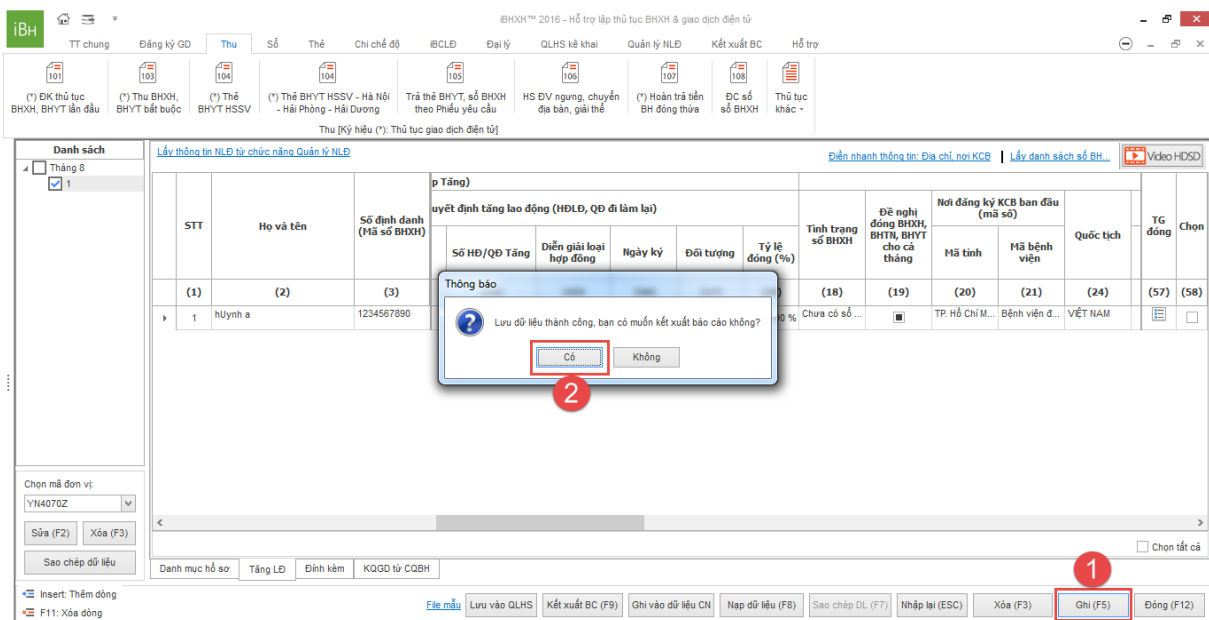 iBH
iBHXH™ 2016 - Hỗ trợ lập thủ tục BHXH & giao dịch điện tử
TT chung Đăng ký GD Thu Sổ Thẻ Chi chế độ iBCLĐ Đại lý QLHS kê khai Quản lý NLĐ Kết xuất BC Hỗ trợ
101 103 104 104 105 106 107 108
(*) ĐK thủ tục (*) Thu BHXH, (*) Thẻ (*) Thẻ BHYT HSSV - Hà Nội Trả thẻ BHYT, sổ BHXH HS ĐV ngưng, chuyển (*) Hoàn trả tiền ĐC số Thủ tục
BHXH, BHYT lần đầu BHYT bắt buộc BHYT HSSV - Hải Phòng - Hải Dương theo Phiếu yêu cầu địa bàn, giải thể BH đóng thừa sổ BHXH khác
Thu [Ký hiệu (*): Thủ tục giao dịch điện tử]
Danh sách
Tháng 8
1
Lấy thông tin NLĐ từ chức năng Quản lý NLĐ
Điền nhanh thông tin: Địa chỉ, nơi KCB Lấy danh sách số BH... Video HDSD
p Tăng)
uyết định tăng lao động (HĐLĐ, QĐ đi làm lại)
STT Họ và tên Số định danh
(Mã số BHXH)
Số HĐ/QĐ Tăng Diễn giải loại
hợp đồng
Ngày ký Đối tượng Tỷ lệ
đóng (%)
Tình trạng
sổ BHXH
Đề nghị
đóng BHXH,
BHTN, BHYT
cho cả
tháng
Nơi đăng ký KCB ban đầu
(mã số)
Mã tỉnh Mã bệnh
viện
Quốc tịch TG
đóng
Chọn
(1) (2) (3) ) (18) (19) (20) (21) (24) (57) (58)
1 hUynh a 1234567890 0 % Chưa có sổ ... TP. Hồ Chí M... Bệnh viện đ... VIỆT NAM
Thông báo
Lưu dữ liệu thành công, bạn có muốn kết xuất báo cáo không?
Có Không
2
Chọn mã đơn vị:
YN4070Z
Sửa (F2) Xóa (F3)
Sao chép dữ liệu
Chọn tất cả
Danh mục hồ sơ Tăng LĐ Đính kèm KQGD từ CQBH
1
Insert: Thêm dòng
F11: Xóa dòng
File mẫu Lưu vào QLHS Kết xuất BC (F9) Ghi vào dữ liệu CN Nạp dữ liệu (F8) Sao chép DL (F7) Nhập lại (ESC) Xóa (F3) Ghi (F5) Đóng (F12)